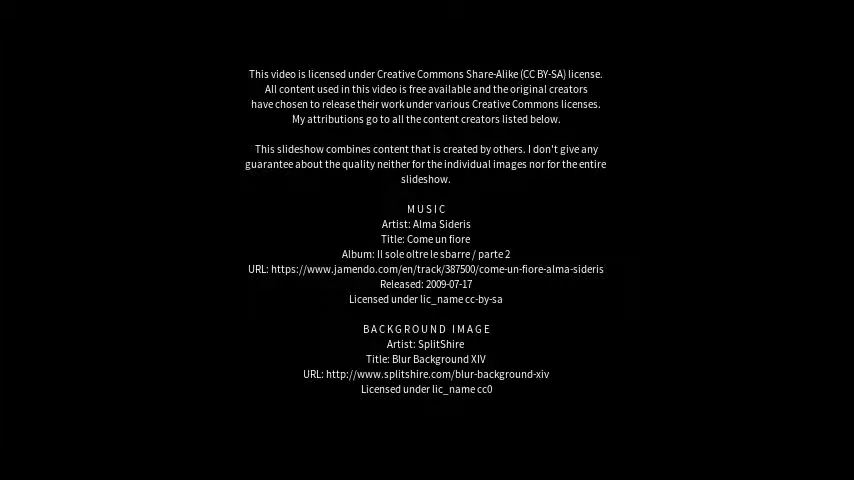 This video is licensed under Creative Commons Share-Alike (CC BY-SA) license.
All content used in this video is free available and the original creators
have chosen to release their work under various Creative Commons licenses.
My attributions go to all the content creators listed below.
This slideshow combines content that is created by others. I don't give any
guarantee about the quality neither for the individual images nor for the entire
slideshow.
MUSIC
Artist: Alma Sideris
Title: Come un fiore
Album: Il sole oltre le sbarre / parte 2
URL: https://www.jamendo.com/en/track/387500/come-un-fiore-alma-sideris
Released: 2009-07-17
Licensed under lic_name cc-by-sa
BACKGROUND IMAGE
Artist: SplitShire
Title: Blur Background XIV
URL: http://www.splitshire.com/blur-background-xiv
Licensed under lic_name cc0